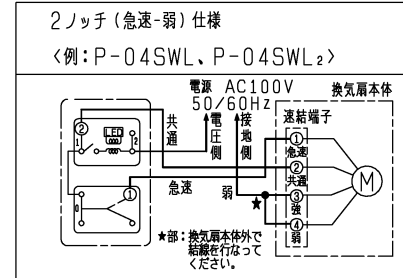 2ノッチ(急速-弱)仕様
〈例:P-04SWL、P-04SWL₂〉
電源 AC100V
50/60Hz
換気扇本体
速結端子
共通
電圧側
接地側
② LED
1
2
① 急速
② 共通
③ 強
④ 弱
M
急速
弱
★
0
①
★部:換気扇本体外で
結線を行なって
ください。